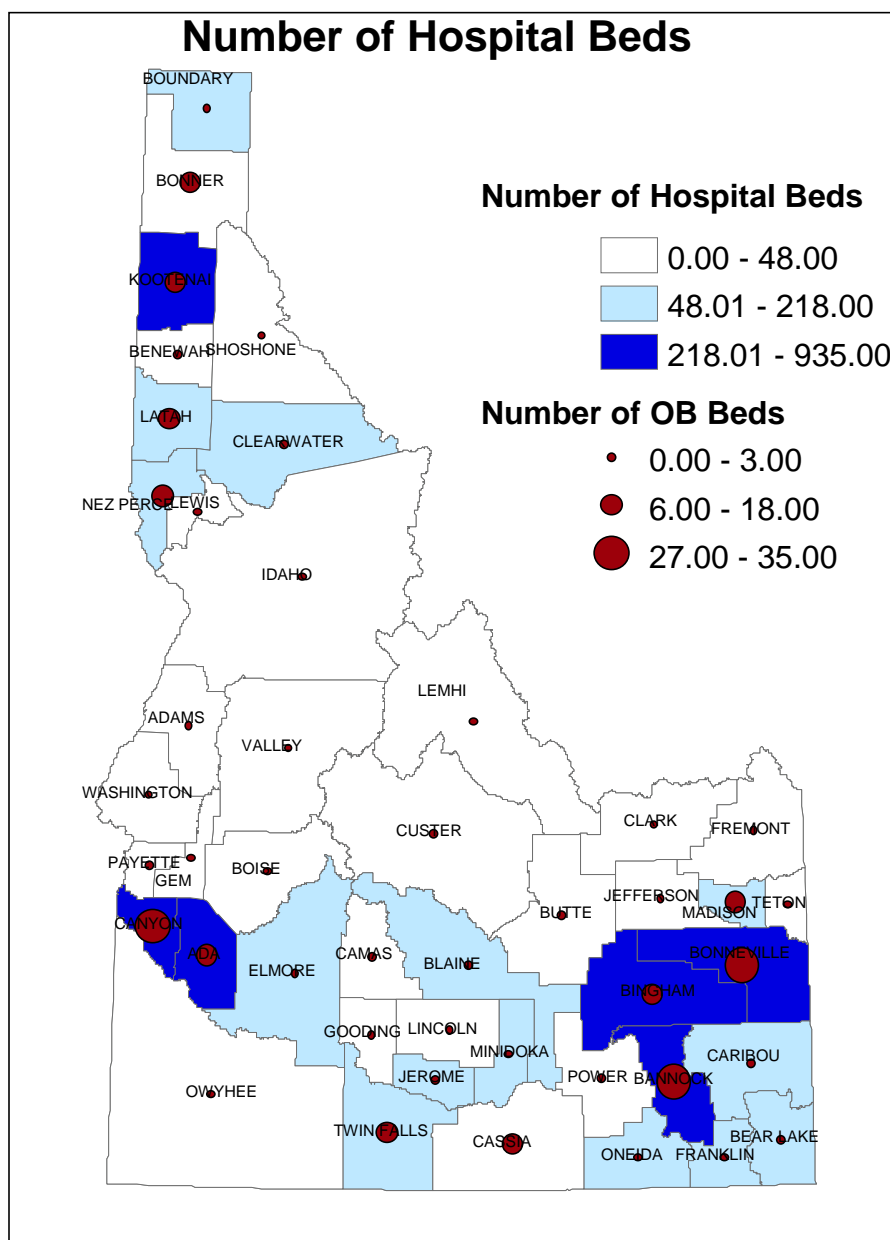 Number of Hospital Beds
BOUNDARY
BONNER
Number of Hospital Beds
0.00 - 48.00
48.01 - 218.00
218.01 - 935.00
KOOTENAI
SHOSHONE
BENEWAH
Number of OB Beds
0.00 - 3.00
6.00 - 18.00
27.00 - 35.00
LATAH
CLEARWATER
NEZ PERCE
LEWIS
IDAHO
LEMHI
ADAMS
VALLEY
WASHINGTON
CUSTER
CLARK
FREMONT
PAYETTE
GEM
BOISE
JEFFERSON
MADISON
TETON
BUTTE
CANYON
ADA
ELMORE
CAMAS
BLAINE
BONNEVILLE
BINGHAM
GOODING
LINCOLN
MINIDOKA
CARIBOU
JEROME
POWER
BANNOCK
OWYHEE
TWIN FALLS
CASSIA
ONEIDA
FRANKLIN
BEAR LAKE